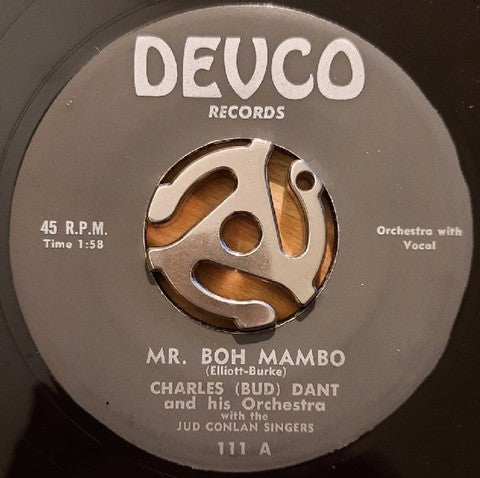 DEVCO
RECORDS
45 R.P.M.
Time 1:58
Orchestra with
Vocal
MR. BOH MAMBO
(Elliott-Burke)
CHARLES (BUD) DANT
and his Orchestra
with the
JUD CONLAN SINGERS
111 A